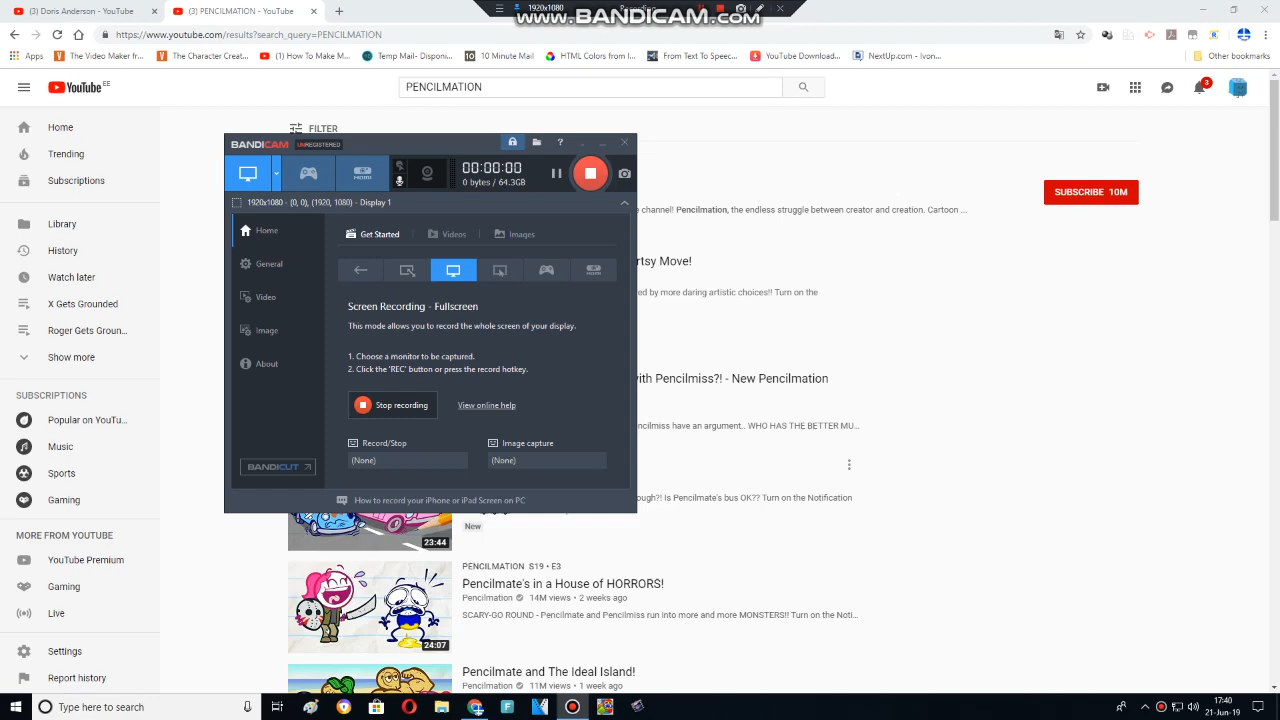 (3) Doris Anderson - YouTube
(3) PENCILMATION - YouTube
1920x1080
Recording
www.BANDICAM.com
https://www.youtube.com/results?search_query=PENCILMATION
Apps
The Video Maker fr...
The Character Creat...
(1) How To Make M...
Temp Mail - Disponi...
10 Minute Mail
HTML Colors from I...
From Text To Speec...
YouTube Downloa...
NextUp.com - Ivon...
Other bookmarks
YouTube
EE
PENCILMATION
3
Home
Trending
Subscriptions
Library
History
Watch later
X Gets Grounded
Roger Gets Groun...
Show more
SUBSCRIPTIONS
Popular on YouTu...
Music
Sports
Gaming
MORE FROM YOUTUBE
YouTube Premium
Gaming
Live
Settings
Report history
FILTER
BANDICAM
UNREGISTERED
HDMI
00:00:00
0 bytes / 64.3GB
1920x1080 - (0, 0), (1920, 1080) - Display 1
Home
General
Video
Image
About
BANDICUT
Get Started
Videos
Images
Screen Recording - Fullscreen
This mode allows you to record the whole screen of your display.
1. Choose a monitor to be captured.
2. Click the 'REC' button or press the record hotkey.
Stop recording
View online help
Record/Stop
Image capture
(None)
(None)
How to record your iPhone or iPad Screen on PC
SUBSCRIBE 10M
channel! Pencilmation, the endless struggle between creator and creation. Cartoon ...
rtsy Move!
ed by more daring artistic choices!! Turn on the
with Pencilmiss?! - New Pencilmation
ncilmiss have an argument.. WHO HAS THE BETTER MU...
ough?! Is Pencilmate's bus OK?? Turn on the Notification
New
23:44
PENCILMATION S19 • E3
Pencilmate's in a House of HORRORS!
Pencilmation
14M views • 2 weeks ago
SCARY-GO ROUND - Pencilmate and Pencilmiss run into more and more MONSTERS!! Turn on the Noti...
24:07
Pencilmate and The Ideal Island!
Pencilmation
11M views • 1 week ago
Type here to search
17:40
21-Jun-19